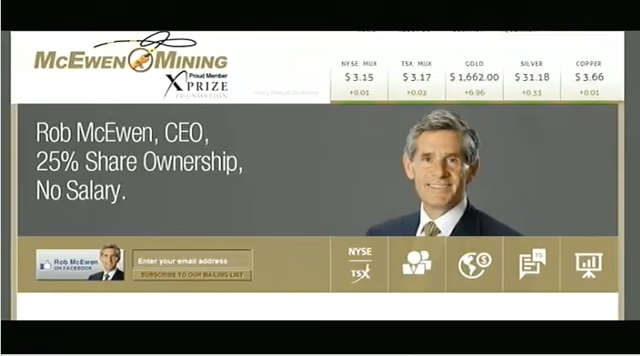 McEwen Mining
Proud Member
X PRIZE
FOUNDATION
NYSE: MUX
$ 3.15
+0.01
TSX: MUX
$ 3.17
+0.02
GOLD
$ 1,662.00
+6.96
SILVER
$ 31.18
+0.33
COPPER
$ 3.66
+0.01
Rob McEwen, CEO,
25% Share Ownership,
No Salary.
Rob McEwen
ON FACEBOOK
Enter your email address
SUBSCRIBE TO OUR MAILING LIST
NYSE
TSX
$
15